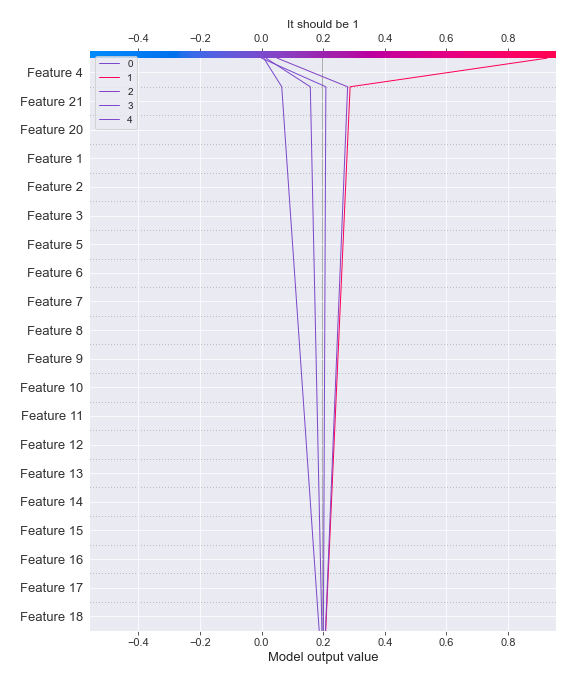 It should be 1
−0.4 −0.2 0.0 0.2 0.4 0.6 0.8
0
1
2
3
4
Feature 4
Feature 21
Feature 20
Feature 1
Feature 2
Feature 3
Feature 5
Feature 6
Feature 7
Feature 8
Feature 9
Feature 10
Feature 11
Feature 12
Feature 13
Feature 14
Feature 15
Feature 16
Feature 17
Feature 18
−0.4 −0.2 0.0 0.2 0.4 0.6 0.8
Model output value